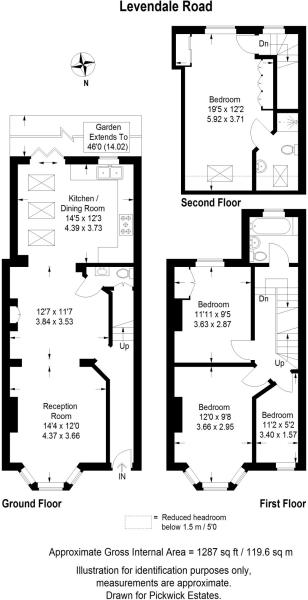 Levendale Road
N
Garden
Extends To
46'0 (14.02)
Kitchen /
Dining Room
14'5 x 12'3
4.39 x 3.73
12'7 x 11'7
3.84 x 3.53
Up
Reception
Room
14'4 x 12'0
4.37 x 3.66
IN
Ground Floor
Dn
Bedroom
19'5 x 12'2
5.92 x 3.71
Second Floor
Dn
Bedroom
11'11 x 9'5
3.63 x 2.87
Up
Bedroom
12'0 x 9'8
3.66 x 2.95
Bedroom
11'2 x 5'2
3.40 x 1.57
First Floor
= Reduced headroom
below 1.5 m / 5'0
Approximate Gross Internal Area = 1287 sq ft / 119.6 sq m
Illustration for identification purposes only,
measurements are approximate.
Drawn for Pickwick Estates.